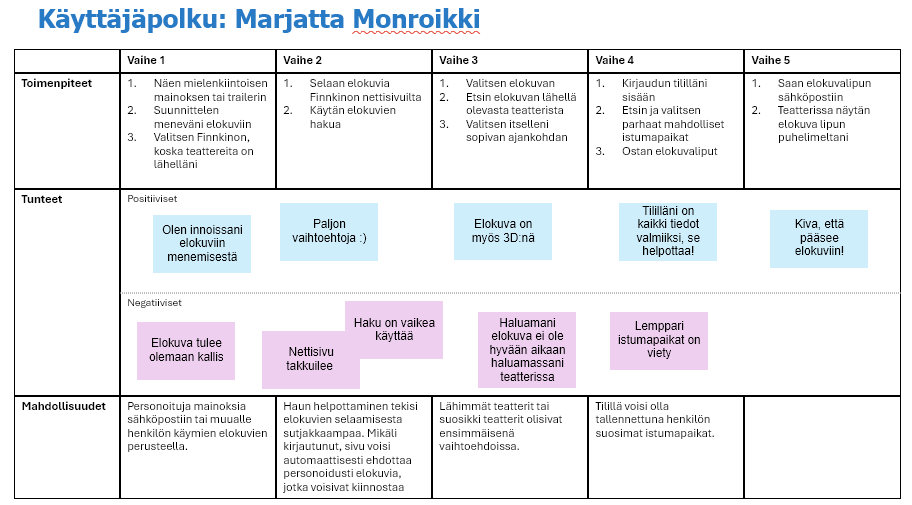 Käyttäjäpolku: Marjatta Monroikki
Vaihe 1
Vaihe 2
Vaihe 3
Vaihe 4
Vaihe 5
Toimenpiteet
1. Näen mielenkiintoisen
mainoksen tai trailerin
2. Suunnittelen
meneväni elokuviin
3. Valitsen Finnkinon,
koska teattereita on
lähelläni
1. Selaan elokuvia
Finnkinon nettisivuilta
2. Käytän elokuvien
hakua
1. Valitsen elokuvan
2. Etsin elokuvan lähellä
olevasta teatterista
3. Valitsen itselleni
sopivan ajankohdan
1. Kirjaudun tililläni
sisään
2. Etsin ja valitsen
parhaat mahdolliset
istumapaikat
3. Ostan elokuvaliput
1. Saan elokuvalipun
sähköpostiin
2. Teatterissa näytän
elokuva lipun
puhelimeltani
Tunteet
Positiiviset
Olen innoissani
elokuviin
menemisestä
Paljon
vaihtoehtoja :)
Elokuva on
myös 3D:nä
Tililläni on
kaikki tiedot
valmiiksi, se
helpottaa!
Kiva, että
pääsee
elokuviin!
Negatiiviset
Elokuva tulee
olemaan kallis
Nettisivu
takkuilee
Haku on vaikea
käyttää
Haluamani
elokuva ei ole
hyvään aikaan
haluamassani
teatterissa
Lemppari
istumapaikat on
viety
Mahdollisuudet
Personoituja mainoksia
sähköpostiin tai muualle
henkilön käymien elokuvien
perusteella.
Haun helpottaminen tekisi
elokuvien selaamisesta
sutjakkaampaa. Mikäli
kirjautunut, sivu voisi
automaattisesti ehdottaa
personoidusti elokuvia,
jotka voisivat kiinnostaa
Lähimmät teatterit tai
suosikki teatterit olisivat
ensimmäisenä
vaihtoehdoissa.
Tilillä voisi olla
tallennettuna henkilön
suosimat istumapaikat.